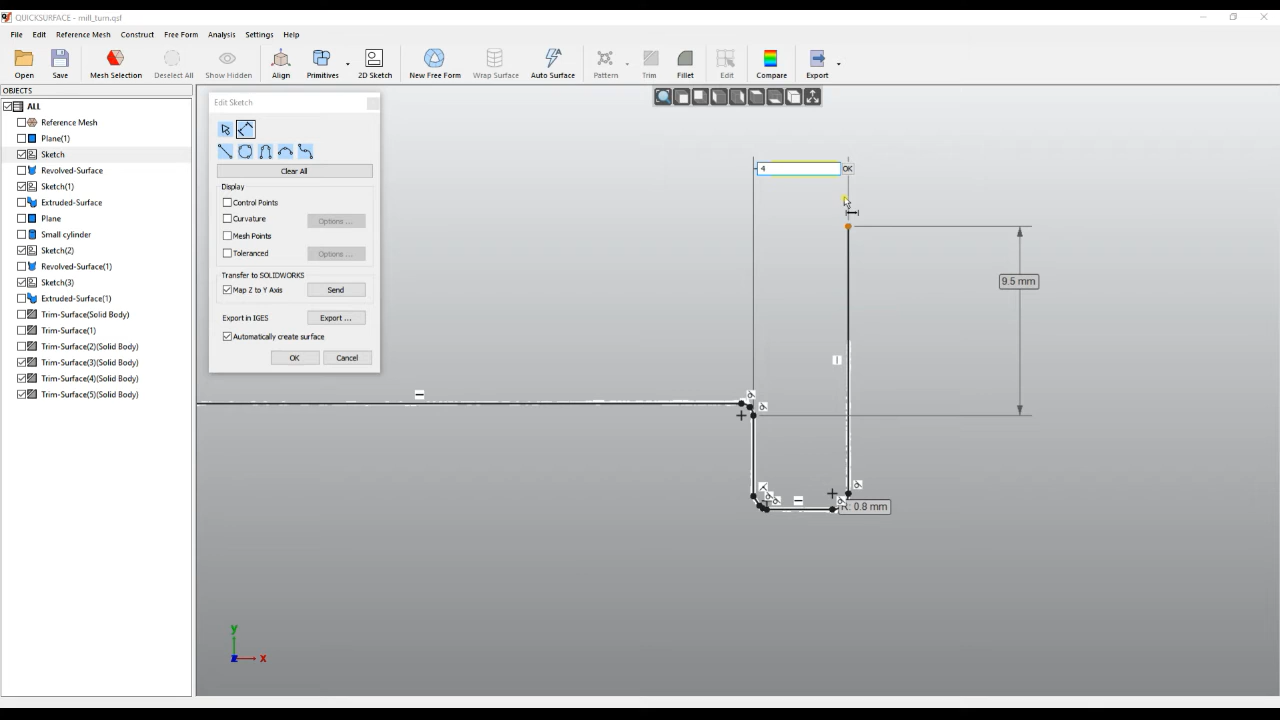 QUICKSURFACE - mill_turn.qsf
File Edit Reference Mesh Construct Free Form Analysis Settings Help
Open Save Mesh Selection Deselect All Show Hidden Align Primitives 2D Sketch New Free Form Wrap Surface Auto Surface Pattern Trim Fillet Edit Compare Export
OBJECTS
ALL
Reference Mesh
Plane(1)
Sketch
Revolved-Surface
Sketch(1)
Extruded-Surface
Plane
Small cylinder
Sketch(2)
Revolved-Surface(1)
Sketch(3)
Extruded-Surface(1)
Trim-Surface(Solid Body)
Trim-Surface(1)
Trim-Surface(2)(Solid Body)
Trim-Surface(3)(Solid Body)
Trim-Surface(4)(Solid Body)
Trim-Surface(5)(Solid Body)
Edit Sketch
Clear All
Display
Control Points
Curvature Options ...
Mesh Points
Toleranced Options ...
Transfer to SOLIDWORKS
Map Z to Y Axis Send
Export in IGES Export ...
Automatically create surface
OK Cancel
4 OK
9.5 mm
R: 0.8 mm
y
x